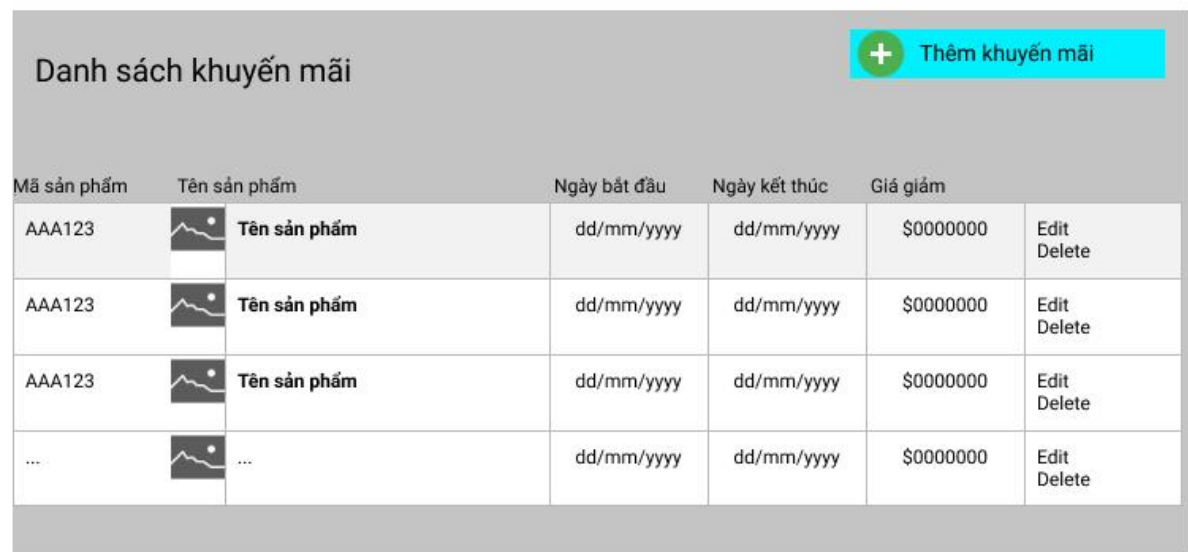 Danh sách khuyến mãi
Thêm khuyến mãi
Mã sản phẩm Tên sản phẩm Ngày bắt đầu Ngày kết thúc Giá giảm
AAA123 Tên sản phẩm dd/mm/yyyy dd/mm/yyyy $0000000 Edit
Delete
AAA123 Tên sản phẩm dd/mm/yyyy dd/mm/yyyy $0000000 Edit
Delete
AAA123 Tên sản phẩm dd/mm/yyyy dd/mm/yyyy $0000000 Edit
Delete
... ... dd/mm/yyyy dd/mm/yyyy $0000000 Edit
Delete